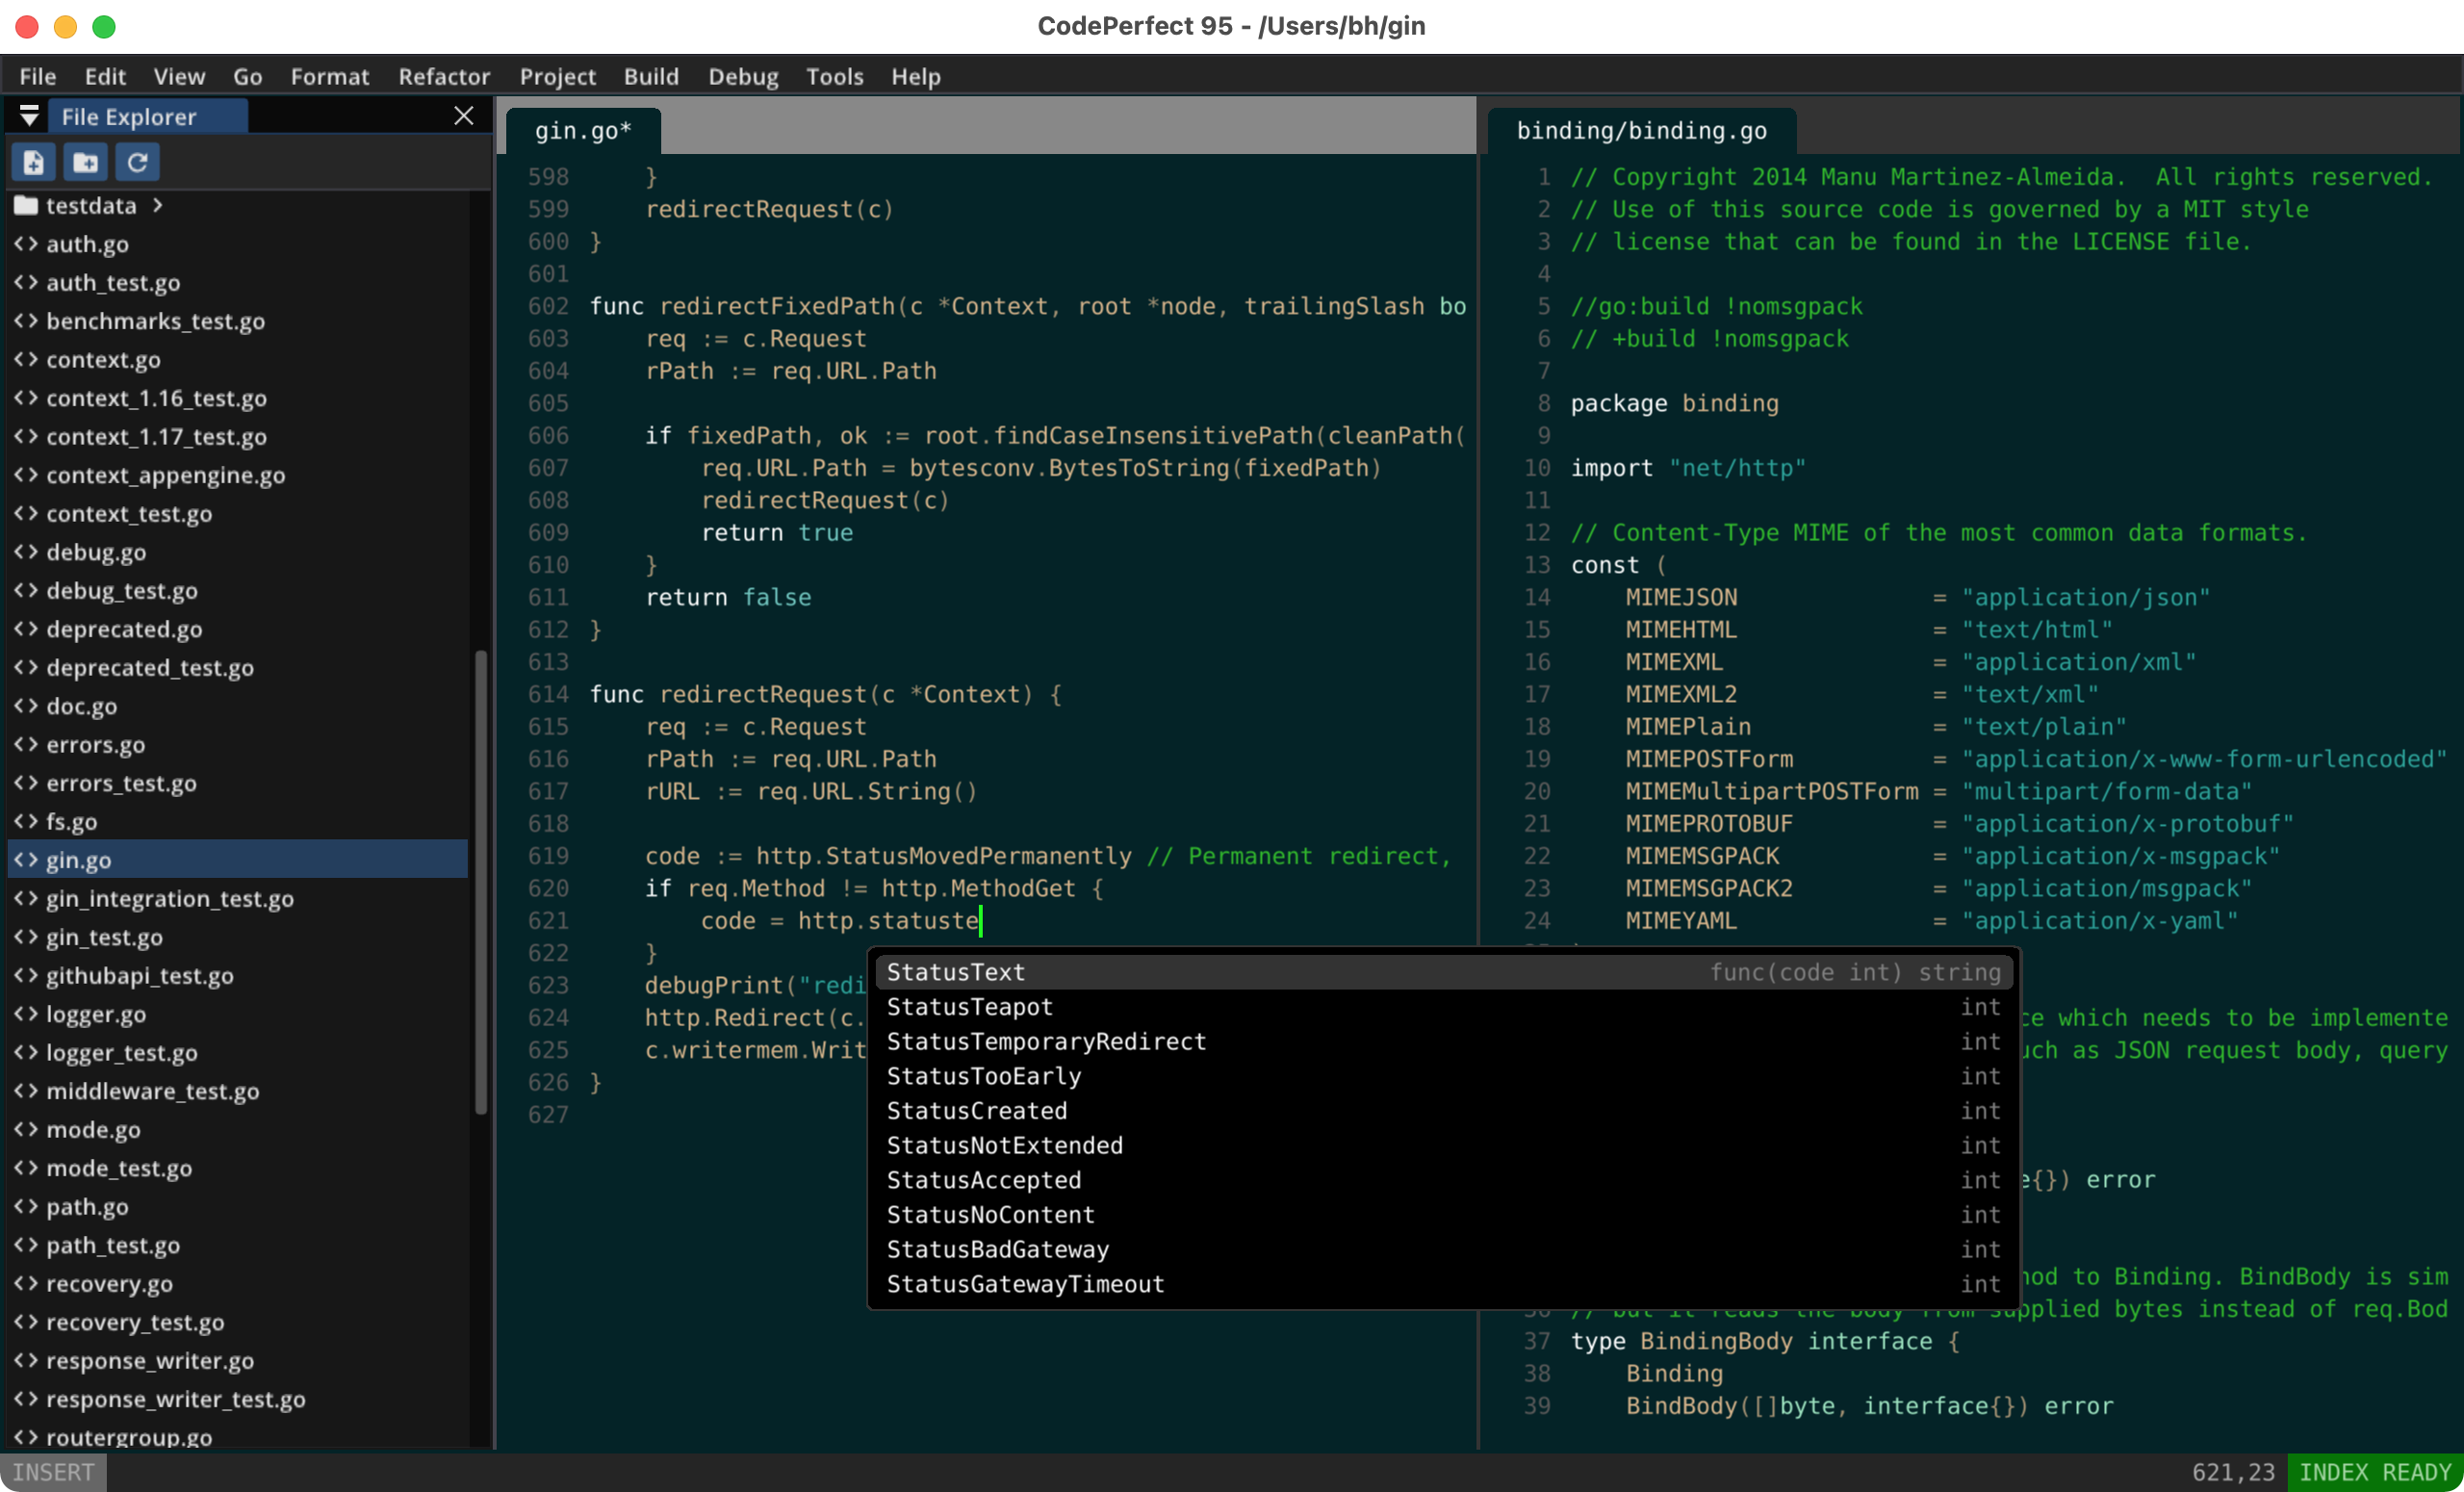 CodePerfect 95 - /Users/bh/gin
File Edit View Go Format Refactor Project Build Debug Tools Help
File Explorer
testdata
auth.go
auth_test.go
benchmarks_test.go
context.go
context_1.16_test.go
context_1.17_test.go
context_appengine.go
context_test.go
debug.go
debug_test.go
deprecated.go
deprecated_test.go
doc.go
errors.go
errors_test.go
fs.go
gin.go
gin_integration_test.go
gin_test.go
githubapi_test.go
logger.go
logger_test.go
middleware_test.go
mode.go
mode_test.go
path.go
path_test.go
recovery.go
recovery_test.go
response_writer.go
response_writer_test.go
routergroup.go
gin.go*
598     }
599     redirectRequest(c)
600 }
601
602 func redirectFixedPath(c *Context, root *node, trailingSlash bo
603     req := c.Request
604     rPath := req.URL.Path
605
606     if fixedPath, ok := root.findCaseInsensitivePath(cleanPath(
607         req.URL.Path = bytesconv.BytesToString(fixedPath)
608         redirectRequest(c)
609         return true
610     }
611     return false
612 }
613
614 func redirectRequest(c *Context) {
615     req := c.Request
616     rPath := req.URL.Path
617     rURL := req.URL.String()
618
619     code := http.StatusMovedPermanently // Permanent redirect,
620     if req.Method != http.MethodGet {
621         code = http.statuste
622     }
623     debugPrint("redi
624     http.Redirect(c.
625     c.writermem.Writ
626 }
627
StatusText func(code int) string
StatusTeapot int
StatusTemporaryRedirect int
StatusTooEarly int
StatusCreated int
StatusNotExtended int
StatusAccepted int
StatusNoContent int
StatusBadGateway int
StatusGatewayTimeout int
binding/binding.go
1 // Copyright 2014 Manu Martinez-Almeida.  All rights reserved.
2 // Use of this source code is governed by a MIT style
3 // license that can be found in the LICENSE file.
4
5 //go:build !nomsgpack
6 // +build !nomsgpack
7
8 package binding
9
10 import "net/http"
11
12 // Content-Type MIME of the most common data formats.
13 const (
14     MIMEJSON              = "application/json"
15     MIMEHTML              = "text/html"
16     MIMEXML               = "application/xml"
17     MIMEXML2              = "text/xml"
18     MIMEPlain             = "text/plain"
19     MIMEPOSTForm          = "application/x-www-form-urlencoded"
20     MIMEMultipartPOSTForm = "multipart/form-data"
21     MIMEPROTOBUF          = "application/x-protobuf"
22     MIMEMSGPACK           = "application/x-msgpack"
23     MIMEMSGPACK2          = "application/msgpack"
24     MIMEYAML              = "application/x-yaml"
ce which needs to be implemente
uch as JSON request body, query
e{}) error
hod to Binding. BindBody is sim
36 // but it reads the body from supplied bytes instead of req.Bod
37 type BindingBody interface {
38     Binding
39     BindBody([]byte, interface{}) error
INSERT
621,23 INDEX READY